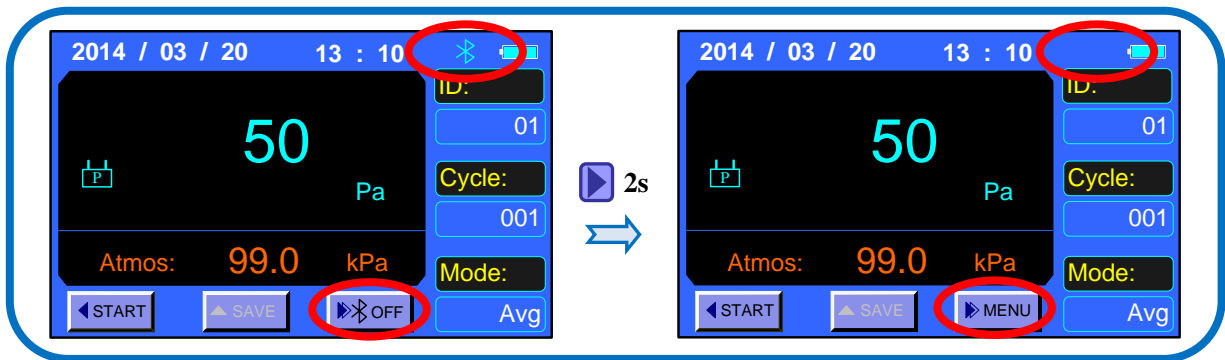 2014 / 03 / 20 13 : 10
ID:
01
50
P
Pa
Cycle:
001
Atmos: 99.0 kPa
Mode:
START SAVE OFF
Avg
2s
2014 / 03 / 20 13 : 10
ID:
01
50
P
Pa
Cycle:
001
Atmos: 99.0 kPa
Mode:
START SAVE MENU
Avg